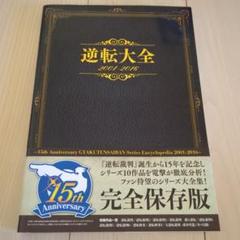 逆転大全
2001-2016
~15th Anniversary GYAKUTENSAIBAN Series Encyclopedia 2001-2016~
『逆転裁判』誕生から15年を記念し
シリーズ10作品を電撃が徹底分析!
ファン待望のシリーズ大全集!
15th
Anniversary
完全保存版